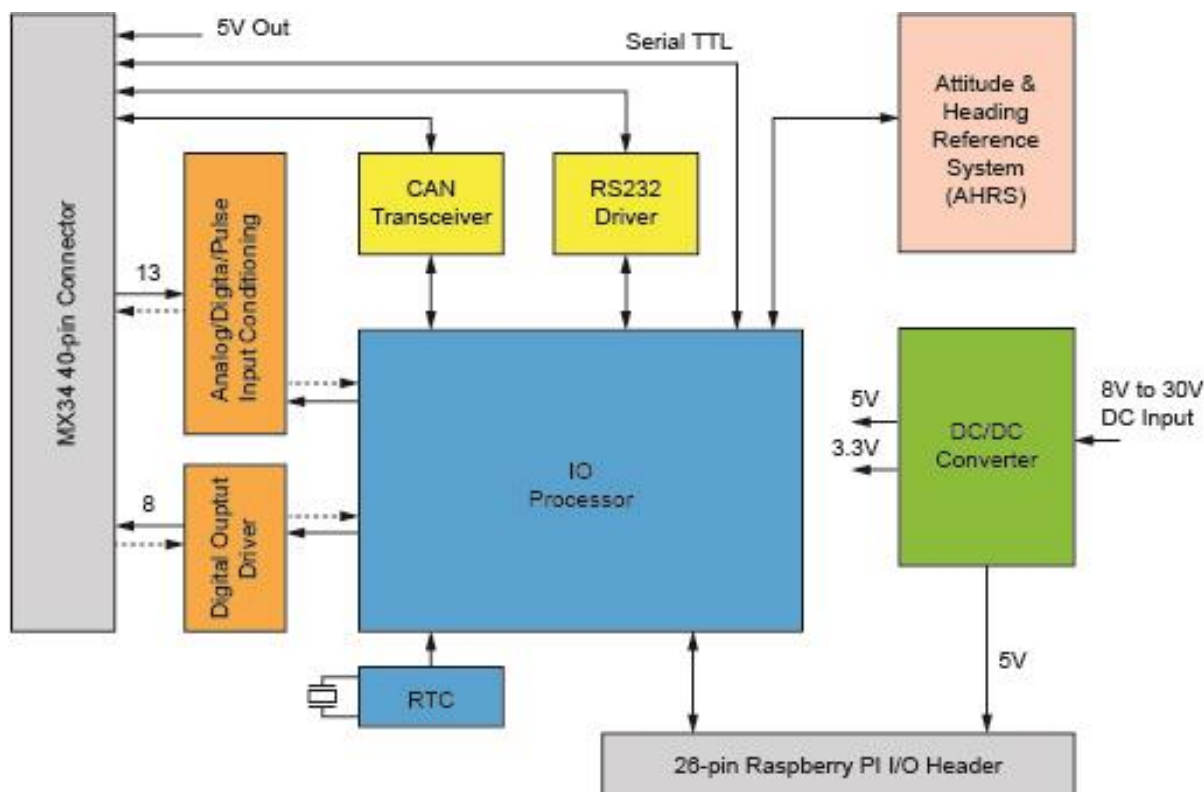 5V Out
Serial TTL
Attitude &
Heading
Reference
System
(AHRS)
CAN
Transceiver
RS232
Driver
MX34 40-pin Connector
13
Analog/Digita/Pulse
Input Conditioning
8V to 30V
DC Input
5V
3.3V
DC/DC
Converter
IO
Processor
8
Digital Ouptut
Driver
5V
RTC
26-pin Raspberry PI I/O Header